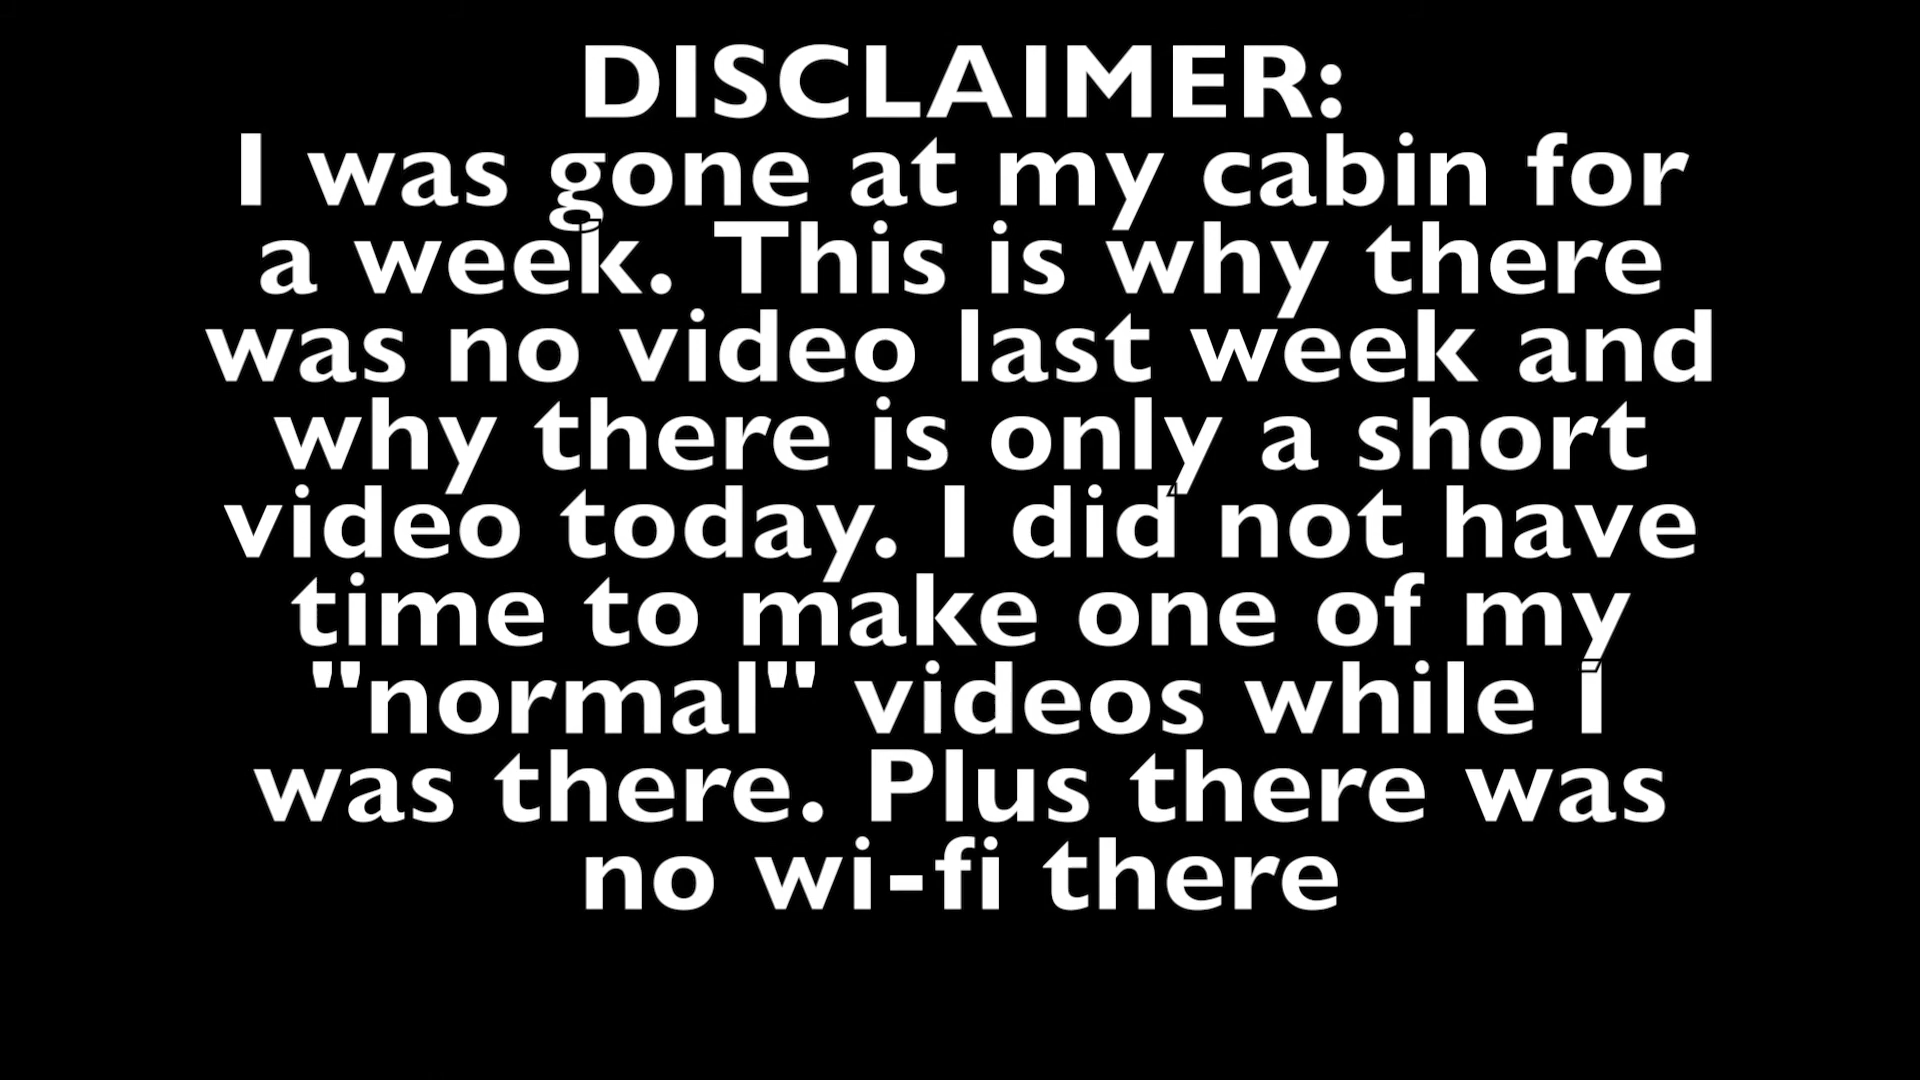 DISCLAIMER:
I was gone at my cabin for
a week. This is why there
was no video last week and
why there is only a short
video today. I did not have
time to make one of my
"normal" videos while I
was there. Plus there was
no wi-fi there